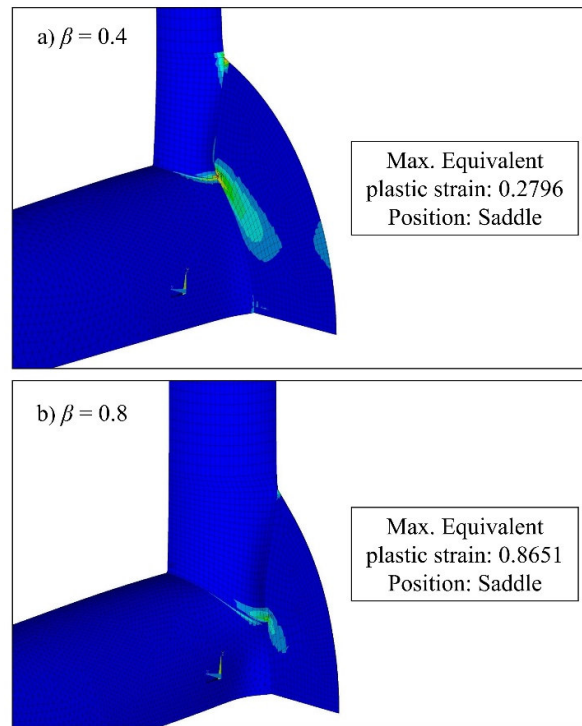 a) β = 0.4
Max. Equivalent
plastic strain: 0.2796
Position: Saddle
b) β = 0.8
Max. Equivalent
plastic strain: 0.8651
Position: Saddle